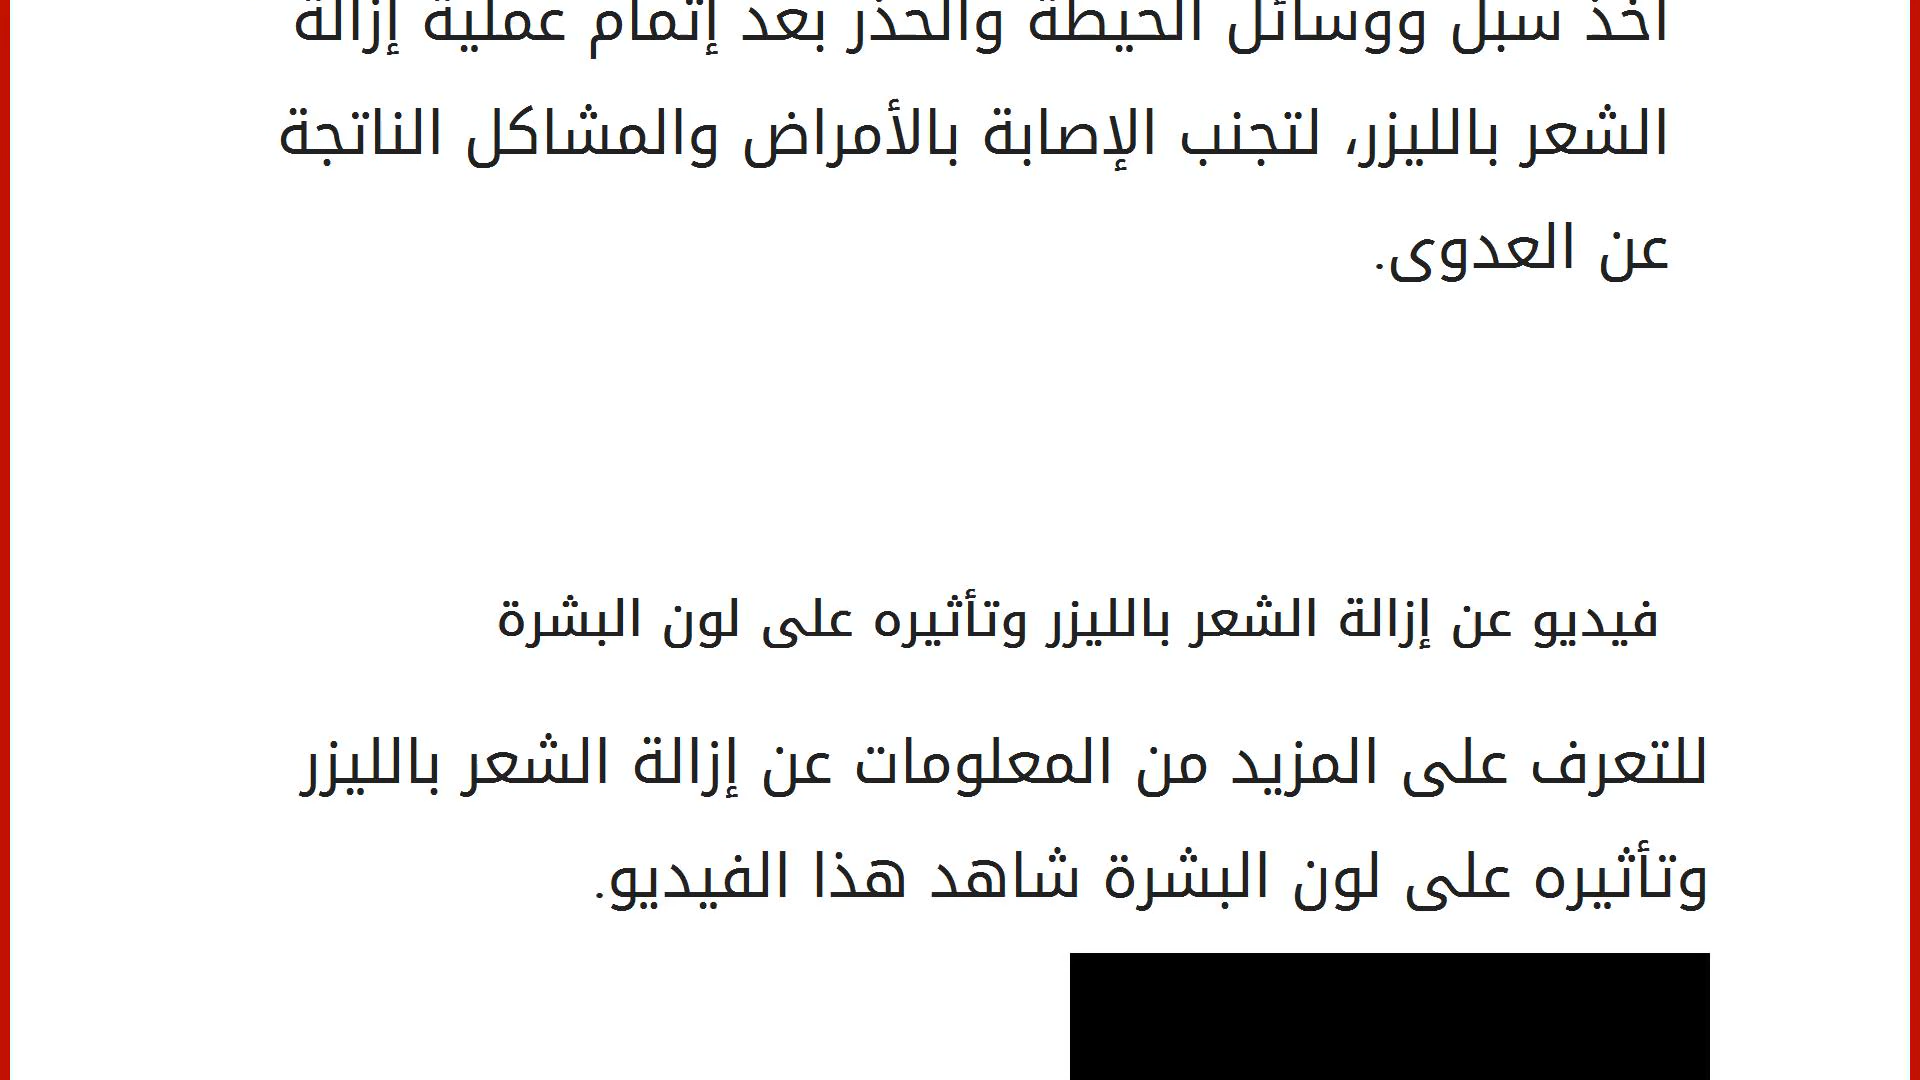 أخذ سبل ووسائل الحيطة والحذر بعد إتمام عملية إزالة
الشعر بالليزر، لتجنب الإصابة بالأمراض والمشاكل الناتجة
عن العدوى.
فيديو عن إزالة الشعر بالليزر وتأثيره على لون البشرة
للتعرف على المزيد من المعلومات عن إزالة الشعر بالليزر
وتأثيره على لون البشرة شاهد هذا الفيديو.